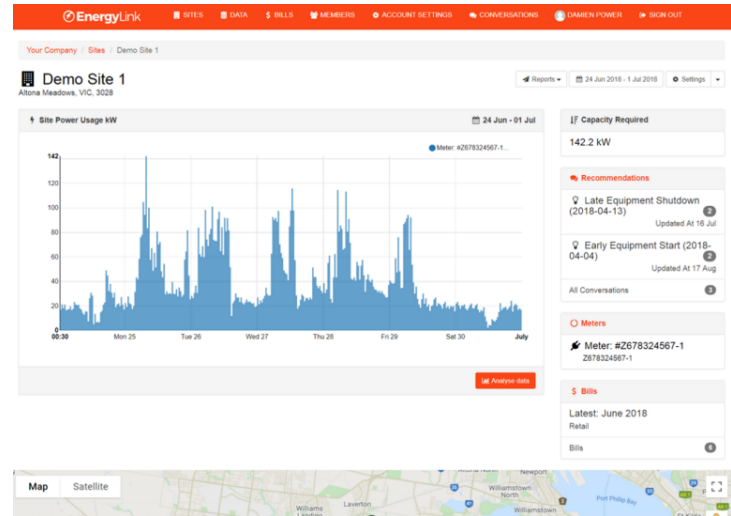 EnergyLink
SITES
DATA
$ BILLS
MEMBERS
ACCOUNT SETTINGS
CONVERSATIONS
DAMIEN POWER
SIGN OUT
Your Company / Sites / Demo Site 1
Demo Site 1
Altona Meadows, VIC, 3028
Reports
24 Jun 2018 - 1 Jul 2018
Settings
Site Power Usage kW
24 Jun - 01 Jul
Meter: #Z678324567-1...
142
120
100
80
60
40
20
0
00:30
Mon 25
Tue 26
Wed 27
Thu 28
Fri 29
Sat 30
July
Analyse data
Capacity Required
142.2 kW
Recommendations
Late Equipment Shutdown
(2018-04-13)
2
Updated At 16 Jul
Early Equipment Start (2018-
04-04)
2
Updated At 17 Aug
All Conversations
3
Meters
Meter: #Z678324567-1
Z678324567-1
$ Bills
Latest: June 2018
Retail
Bills
6
Map
Satellite
Newport
Williamstown
North
Williamstown
Laverton
Williams
Port Phillip Bay